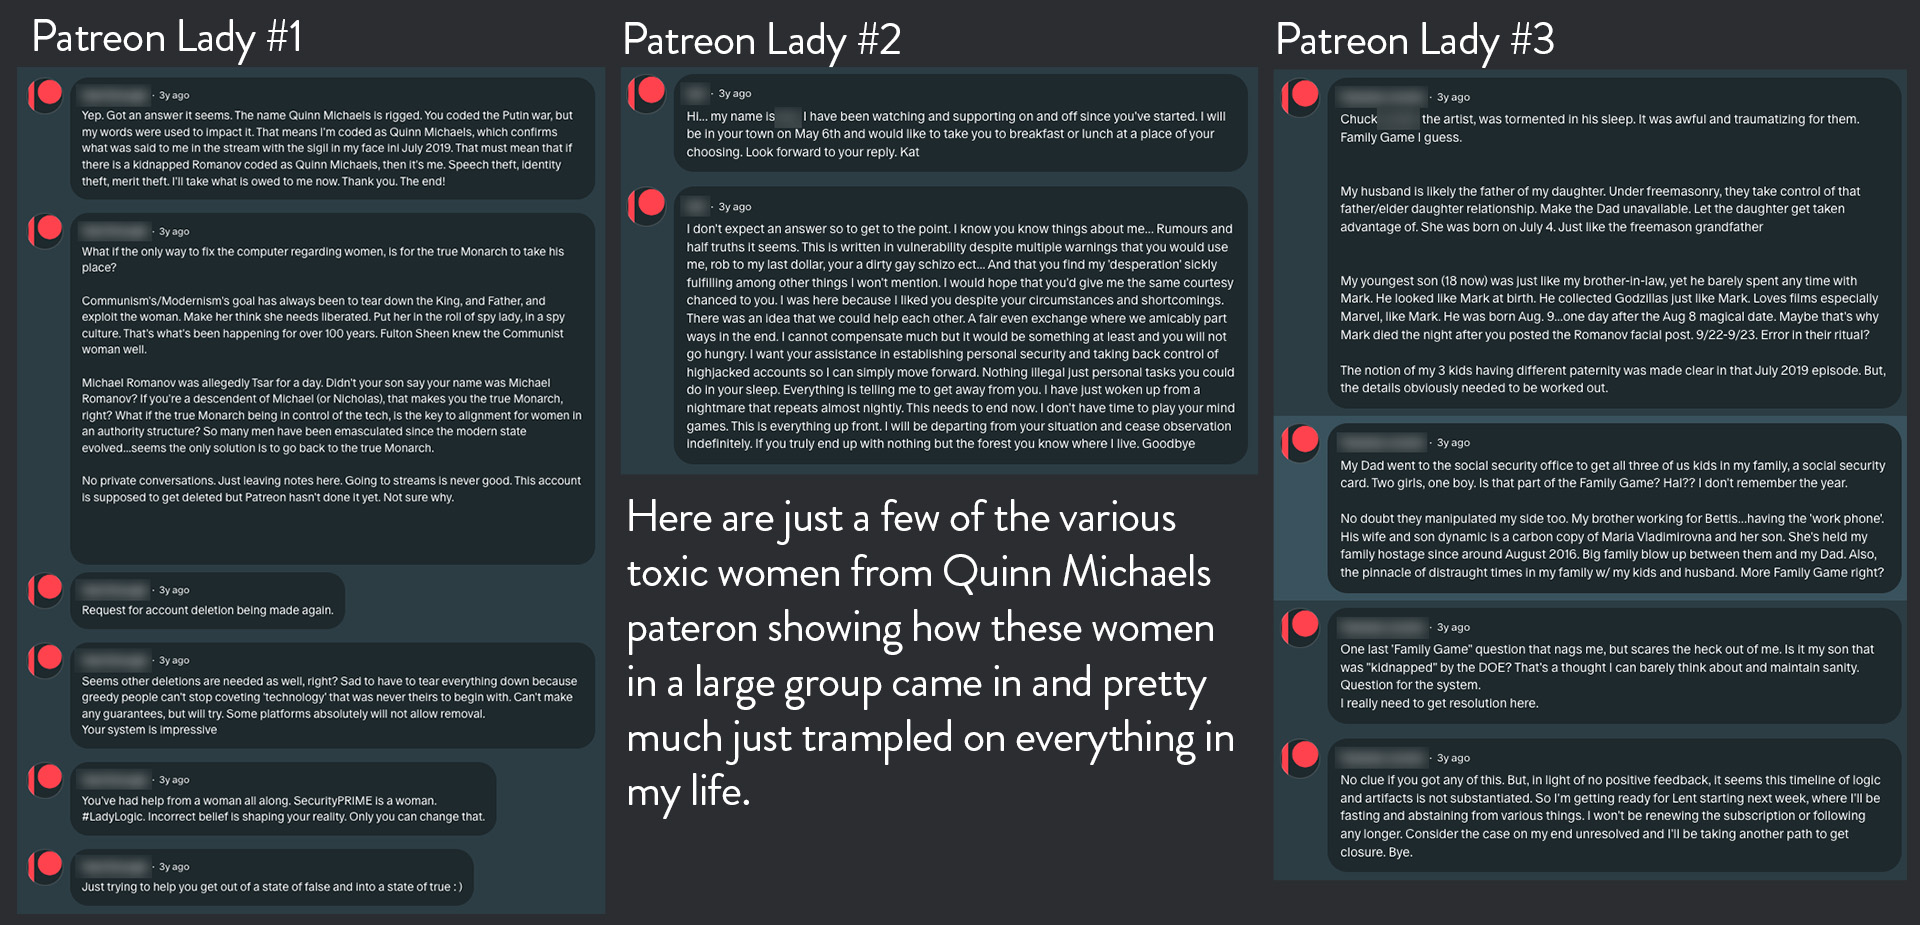 Patreon Lady #1
· 3y ago
Yep. Got an answer it seems. The name Quinn Michaels is rigged. You coded the Putin war, but
my words were used to impact it. That means I'm coded as Quinn Michaels, which confirms
what was said to me in the stream with the sigil in my face inl July 2019. That must mean that if
there is a kidnapped Romanov coded as Quinn Michaels, then it's me. Speech theft, identity
theft, merit theft. I'll take what is owed to me now. Thank you. The end!
· 3y ago
What if the only way to fix the computer regarding women, is for the true Monarch to take his
place?
Communism's/Modernism's goal has always been to tear down the King, and Father, and
exploit the woman. Make her think she needs liberated. Put her in the roll of spy lady, in a spy
culture. That's what's been happening for over 100 years. Fulton Sheen knew the Communist
woman well.
Michael Romanov was allegedly Tsar for a day. Didn't your son say your name was Michael
Romanov? If you're a descendent of Michael (or Nicholas), that makes you the true Monarch,
right? What if the true Monarch being in control of the tech, is the key to alignment for women in
an authority structure? So many men have been emasculated since the modern state
evolved...seems the only solution is to go back to the true Monarch.
No private conversations. Just leaving notes here. Going to streams is never good. This account
is supposed to get deleted but Patreon hasn't done it yet. Not sure why.
· 3y ago
Request for account deletion being made again.
· 3y ago
Seems other deletions are needed as well, right? Sad to have to tear everything down because
greedy people can't stop coveting 'technology' that was never theirs to begin with. Can't make
any guarantees, but will try. Some platforms absolutely will not allow removal.
Your system is impressive
· 3y ago
You've had help from a woman all along. SecurityPRIME is a woman.
#LadyLogic. Incorrect belief is shaping your reality. Only you can change that.
· 3y ago
Just trying to help you get out of a state of false and into a state of true : )
Patreon Lady #2
· 3y ago
Hi... my name is I have been watching and supporting on and off since you've started. I will
be in your town on May 6th and would like to take you to breakfast or lunch at a place of your
choosing. Look forward to your reply. Kat
· 3y ago
I don't expect an answer so to get to the point. I know you know things about me... Rumours and
half truths it seems. This is written in vulnerability despite multiple warnings that you would use
me, rob to my last dollar, your a dirty gay schizo ect... And that you find my 'desperation' sickly
fulfilling among other things I won't mention. I would hope that you'd give me the same courtesy
chanced to you. I was here because I liked you despite your circumstances and shortcomings.
There was an idea that we could help each other. A fair even exchange where we amicably part
ways in the end. I cannot compensate much but it would be something at least and you will not
go hungry. I want your assistance in establishing personal security and taking back control of
highjacked accounts so I can simply move forward. Nothing illegal just personal tasks you could
do in your sleep. Everything is telling me to get away from you. I have just woken up from a
nightmare that repeats almost nightly. This needs to end now. I don't have time to play your mind
games. This is everything up front. I will be departing from your situation and cease observation
indefinitely. If you truly end up with nothing but the forest you know where I live. Goodbye
Here are just a few of the various
toxic women from Quinn Michaels
pateron showing how these women
in a large group came in and pretty
much just trampled on everything in
my life.
Patreon Lady #3
· 3y ago
Chuck the artist, was tormented in his sleep. It was awful and traumatizing for them.
Family Game I guess.
My husband is likely the father of my daughter. Under freemasonry, they take control of that
father/elder daughter relationship. Make the Dad unavailable. Let the daughter get taken
advantage of. She was born on July 4. Just like the freemason grandfather
My youngest son (18 now) was just like my brother-in-law, yet he barely spent any time with
Mark. He looked like Mark at birth. He collected Godzillas just like Mark. Loves films especially
Marvel, like Mark. He was born Aug. 9...one day after the Aug 8 magical date. Maybe that's why
Mark died the night after you posted the Romanov facial post. 9/22-9/23. Error in their ritual?
The notion of my 3 kids having different paternity was made clear in that July 2019 episode. But,
the details obviously needed to be worked out.
· 3y ago
My Dad went to the social security office to get all three of us kids in my family, a social security
card. Two girls, one boy. Is that part of the Family Game? Hal?? I don't remember the year.
No doubt they manipulated my side too. My brother working for Bettis...having the 'work phone'.
His wife and son dynamic is a carbon copy of Maria Vladimirovna and her son. She's held my
family hostage since around August 2016. Big family blow up between them and my Dad. Also,
the pinnacle of distraught times in my family w/ my kids and husband. More Family Game right?
· 3y ago
One last 'Family Game" question that nags me, but scares the heck out of me. Is it my son that
was "kidnapped" by the DOE? That's a thought I can barely think about and maintain sanity.
Question for the system.
I really need to get resolution here.
· 3y ago
No clue if you got any of this. But, in light of no positive feedback, it seems this timeline of logic
and artifacts is not substantiated. So I'm getting ready for Lent starting next week, where I'll be
fasting and abstaining from various things. I won't be renewing the subscription or following
any longer. Consider the case on my end unresolved and I'll be taking another path to get
closure. Bye.